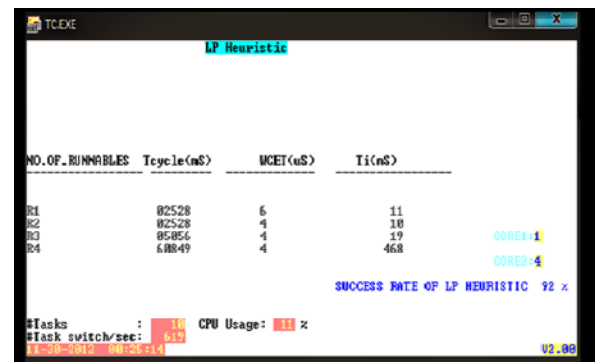 TC.EXE
LP Heuristic
NO.OF.RUNNABLES Tcycle(mS) WCET(uS) Ti(mS)
R1 02528 6 11
R2 02528 4 10
R3 05056 4 19
R4 60849 4 468
CORE1:1
CORE2:4
SUCCESS RATE OF LP HEURISTIC 92 %
#Tasks : 10 CPU Usage: 11 %
#Task switch/sec: 619
11-30-2012 00:25:14
V2.00